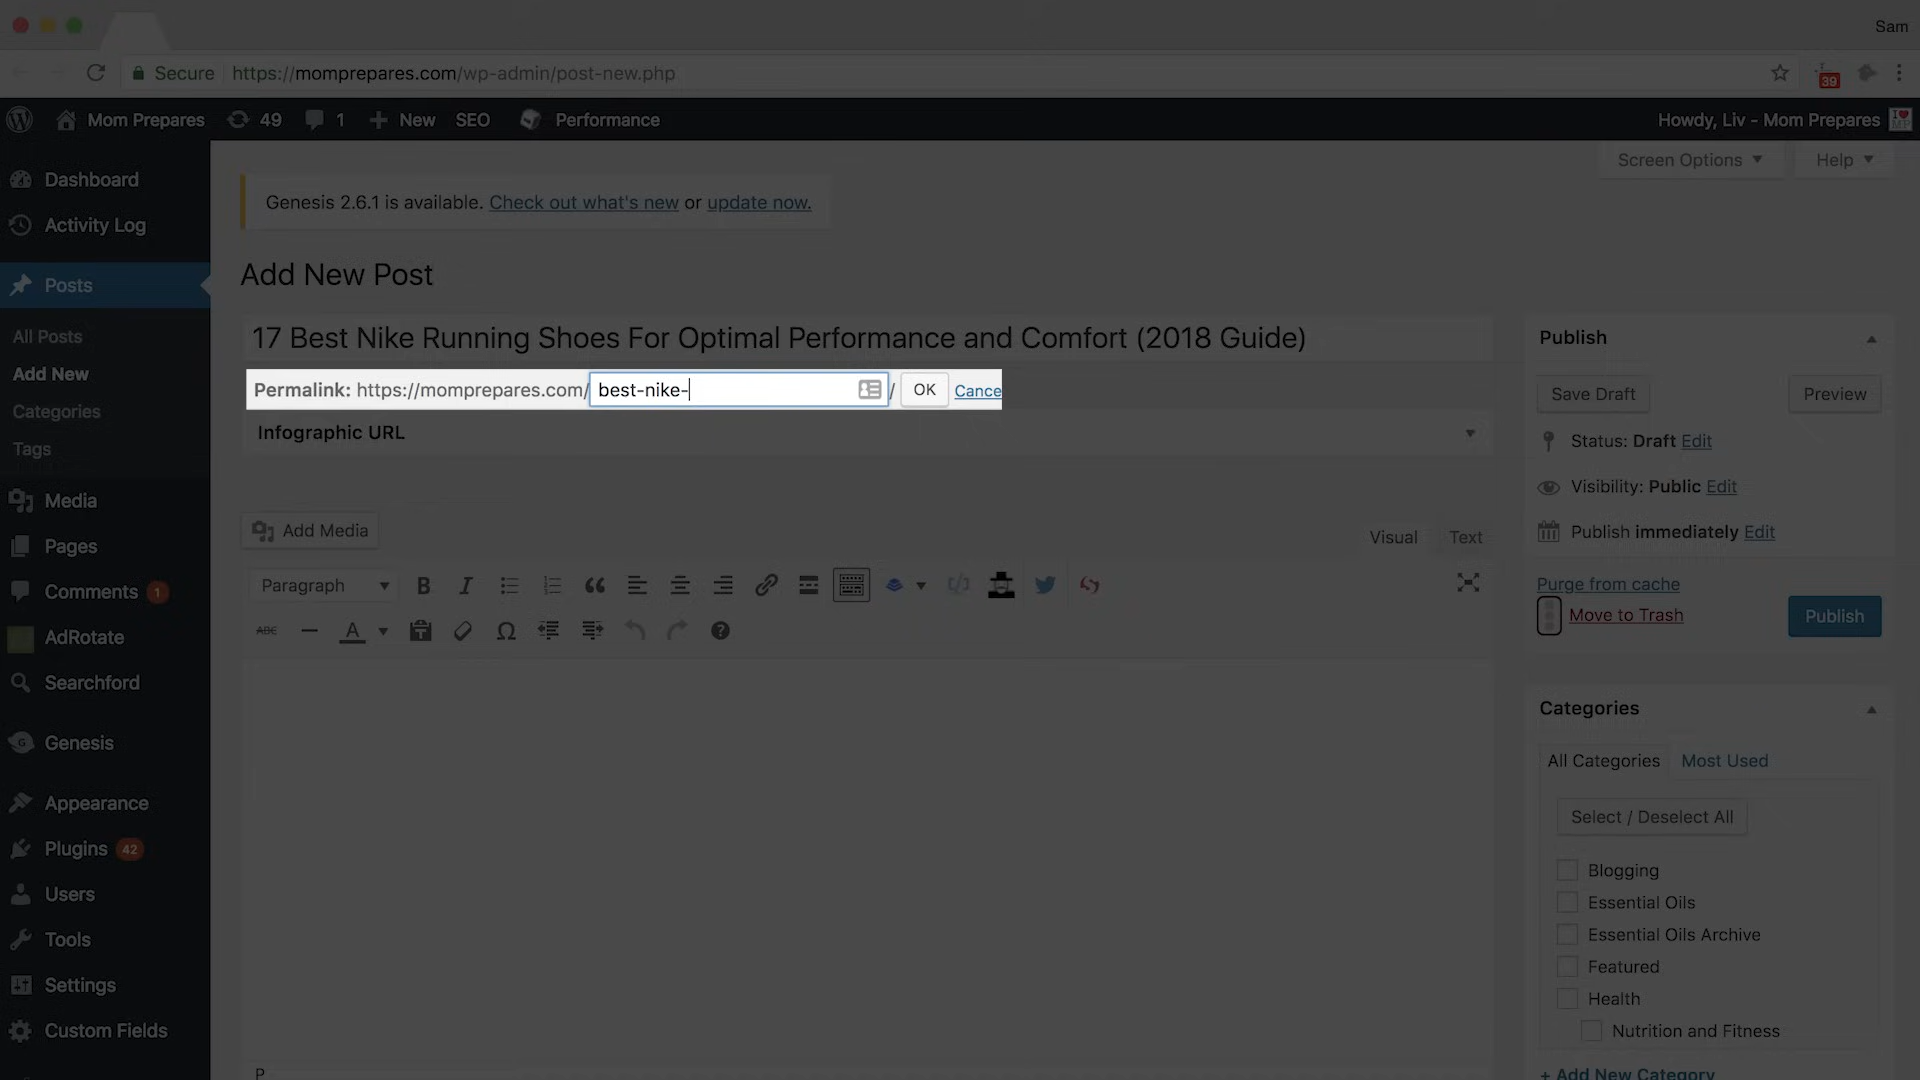 Sam
Secure https://momprepares.com/wp-admin/post-new.php
39
Mom Prepares 49 1 New SEO Performance Howdy, Liv - Mom Prepares
Screen Options Help
Dashboard
Activity Log
Posts
All Posts
Add New
Categories
Tags
Media
Pages
Comments 1
AdRotate
Searchford
Genesis
Appearance
Plugins 42
Users
Tools
Settings
Custom Fields
Genesis 2.6.1 is available. Check out what's new or update now.
Add New Post
17 Best Nike Running Shoes For Optimal Performance and Comfort (2018 Guide)
Permalink: https://momprepares.com/ best-nike- / OK Cance
Infographic URL
Add Media
Visual Text
Paragraph B I
ABC A
P
Publish
Save Draft Preview
Status: Draft Edit
Visibility: Public Edit
Publish immediately Edit
Purge from cache
Move to Trash Publish
Categories
All Categories Most Used
Select / Deselect All
Blogging
Essential Oils
Essential Oils Archive
Featured
Health
Nutrition and Fitness
+ Add New Category